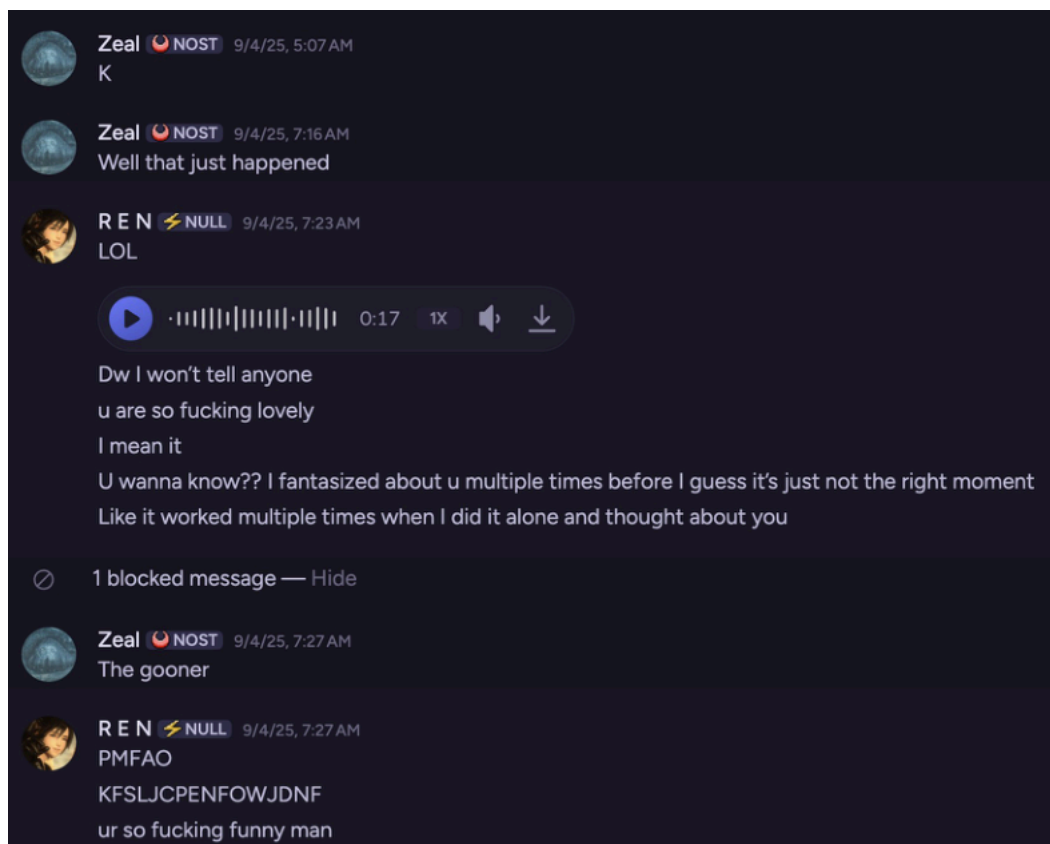 Zeal NOST 9/4/25, 5:07 AM
K
Zeal NOST 9/4/25, 7:16 AM
Well that just happened
R E N NULL 9/4/25, 7:23 AM
LOL
0:17 1X
Dw I won't tell anyone
u are so fucking lovely
I mean it
U wanna know?? I fantasized about u multiple times before I guess it's just not the right moment
Like it worked multiple times when I did it alone and thought about you
1 blocked message — Hide
Zeal NOST 9/4/25, 7:27 AM
The gooner
R E N NULL 9/4/25, 7:27 AM
PMFAO
KFSLJCPENFOWJDNF
ur so fucking funny man